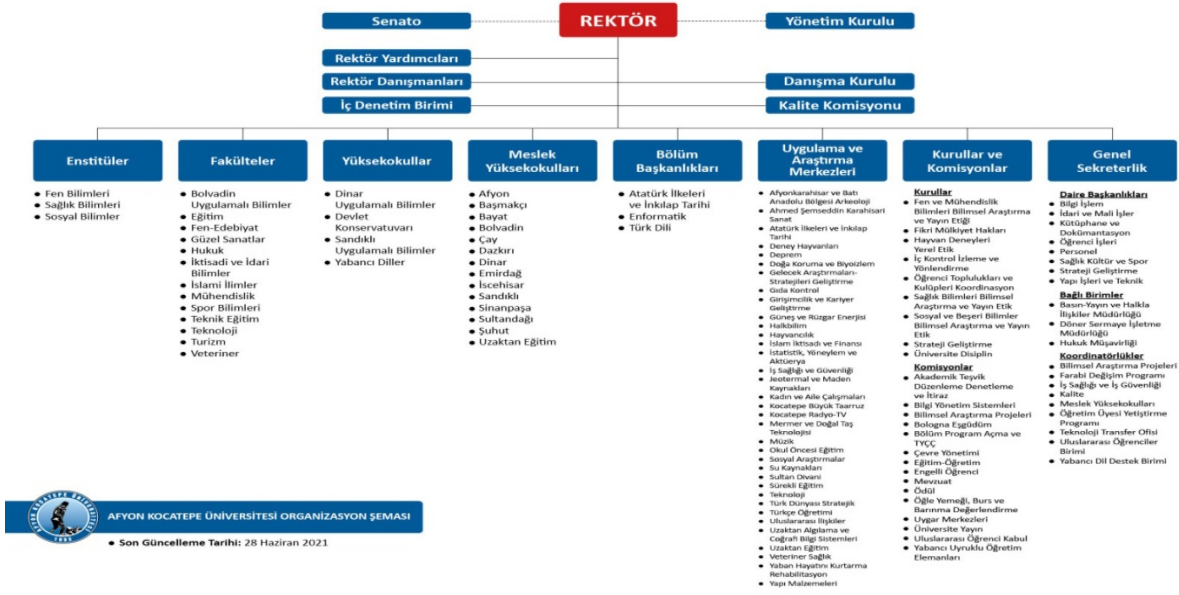 Senato
REKTÖR
Yönetim Kurulu
Rektör Yardımcıları
Rektör Danışmanları
Danışma Kurulu
İç Denetim Birimi
Kalite Komisyonu
Enstitüler
• Fen Bilimleri
• Sağlık Bilimleri
• Sosyal Bilimler
Fakülteler
• Bolvadin
Uygulamalı Bilimler
• Eğitim
• Fen-Edebiyat
• Güzel Sanatlar
• Hukuk
• İktisadi ve İdari
Bilimler
• İslami İlimler
• Mühendislik
• Spor Bilimleri
• Teknik Eğitim
• Teknoloji
• Turizm
• Veteriner
Yüksekokullar
• Dinar
Uygulamalı Bilimler
• Devlet
Konservatuvarı
• Sandıklı
Uygulamalı Bilimler
• Yabancı Diller
Meslek
Yüksekokulları
• Afyon
• Başmakçı
• Bayat
• Bolvadin
• Çay
• Dazkırı
• Dinar
• Emirdağ
• İscehisar
• Sandıklı
• Sinanpaşa
• Sultandağı
• Şuhut
• Uzaktan Eğitim
Bölüm
Başkanlıkları
• Atatürk İlkeleri
ve İnkılap Tarihi
• Enformatik
• Türk Dili
Uygulama ve
Araştırma
Merkezleri
• Afyonkarahisar ve Batı
Anadolu Bölgesi Arkeoloji
• Ahmed Şemseddin Karahisari
Sanat
• Atatürk İlkeleri ve İnkılap
Tarihi
• Deney Hayvanları
• Deprem
• Doğa Koruma ve Biyoizlem
• Gelecek Araştırmaları-
Stratejileri Geliştirme
• Gıda Kontrol
• Girişimcilik ve Kariyer
Geliştirme
• Güneş ve Rüzgar Enerjisi
• Halkbilim
• Hayvancılık
• İslam İktisadı ve Finansı
• İstatistik, Yöneylem ve
Aktüerya
• İş Sağlığı ve Güvenliği
• Jeotermal ve Maden
Kaynakları
• Kadın ve Aile Çalışmaları
• Kocatepe Büyük Taarruz
• Kocatepe Radyo-TV
• Mermer ve Doğal Taş
Teknolojisi
• Müzik
• Okul Öncesi Eğitim
• Sosyal Araştırmalar
• Su Kaynakları
• Sultan Divani
• Sürekli Eğitim
• Teknoloji
• Türk Dünyası Stratejik
• Türkçe Öğretimi
• Uluslararası İlişkiler
• Uzaktan Algılama ve
Coğrafi Bilgi Sistemleri
• Uzaktan Eğitim
• Veteriner Sağlık
• Yaban Hayatını Kurtarma
Rehabilitasyon
• Yapı Malzemeleri
Kurullar ve
Komisyonlar
Kurullar
• Fen ve Mühendislik
Bilimleri Bilimsel Araştırma
ve Yayın Etiği
• Fikri Mülkiyet Hakları
• Hayvan Deneyleri
Yerel Etik
• İç Kontrol İzleme ve
Yönlendirme
• Öğrenci Toplulukları ve
Kulüpleri Koordinasyon
• Sağlık Bilimleri Bilimsel
Araştırma ve Yayın Etik
• Sosyal ve Beşeri Bilimler
Bilimsel Araştırma ve Yayın
Etik
• Strateji Geliştirme
• Üniversite Disiplin
Komisyonlar
• Akademik Teşvik
Düzenleme Denetleme
ve İtiraz
• Bilgi Yönetim Sistemleri
• Bilimsel Araştırma Projeleri
• Bologna Eşgüdüm
• Bölüm Program Açma ve
TYÇÇ
• Çevre Yönetimi
• Eğitim-Öğretim
• Engelli Öğrenci
• Mevzuat
• Ödül
• Öğle Yemeği, Burs ve
Barınma Değerlendirme
• Uygar Merkezleri
• Üniversite Yayın
• Uluslararası Öğrenci Kabul
• Yabancı Uyruklu Öğretim
Elemanları
Genel
Sekreterlik
Daire Başkanlıkları
• Bilgi İşlem
• İdari ve Mali İşler
• Kütüphane ve
Dokümantasyon
• Öğrenci İşleri
• Personel
• Sağlık Kültür ve Spor
• Strateji Geliştirme
• Yapı İşleri ve Teknik
Bağlı Birimler
• Basın-Yayın ve Halkla
İlişkiler Müdürlüğü
• Döner Sermaye İşletme
Müdürlüğü
• Hukuk Müşavirliği
Koordinatörlükler
• Bilimsel Araştırma Projeleri
• Farabi Değişim Programı
• İş Sağlığı ve İş Güvenliği
• Kalite
• Meslek Yüksekokulları
• Öğretim Üyesi Yetiştirme
Programı
• Teknoloji Transfer Ofisi
• Uluslararası Öğrenciler
Birimi
• Yabancı Dil Destek Birimi
AFYON KOCATEPE ÜNİVERSİTESİ
1992
AFYON KOCATEPE ÜNİVERSİTESİ ORGANİZASYON ŞEMASI
• Son Güncelleme Tarihi: 28 Haziran 2021